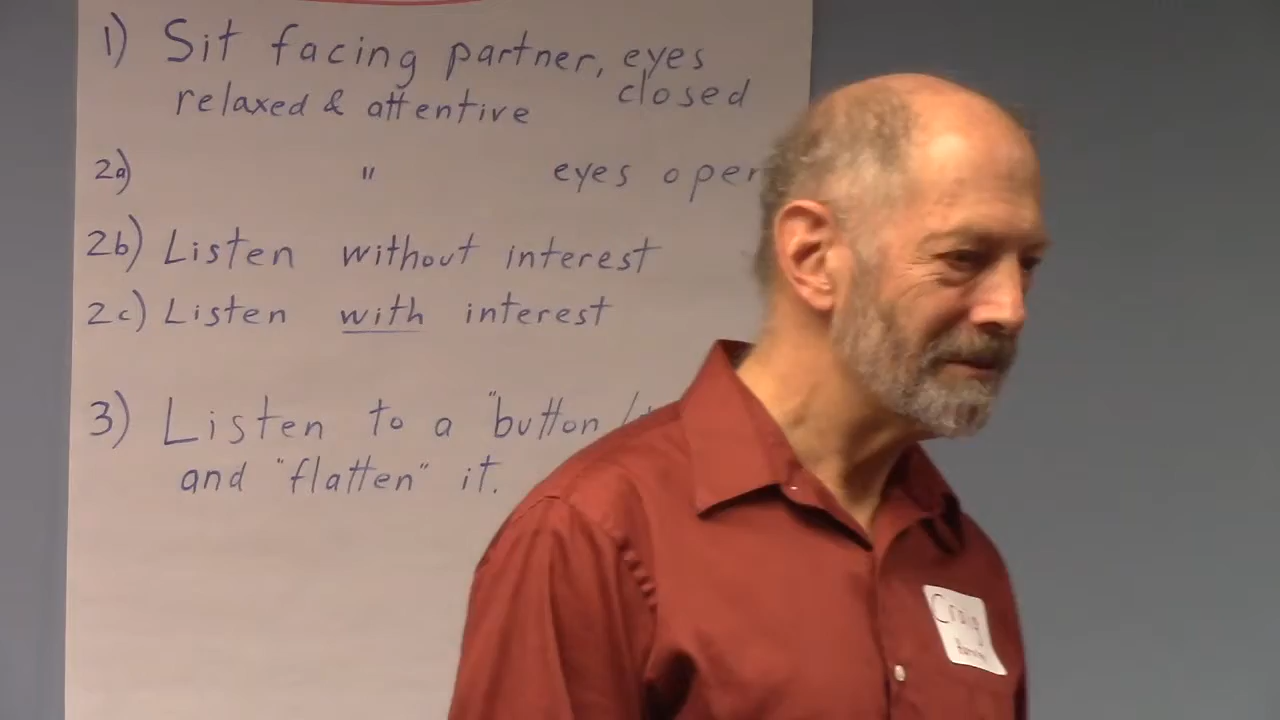 1) Sit facing partner, eyes
closed
relaxed & attentive
2a) " eyes open
2b) Listen without interest
2c) Listen with interest
3) Listen to a "button /
and "flatten" it.
Craig